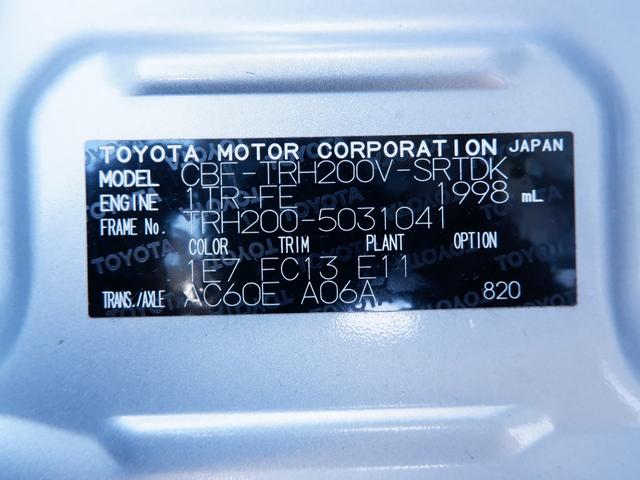 TOYOTA MOTOR CORPORATION JAPAN
MODEL CBF-TRH200V-SRTDK
ENGINE 1TR-FE 1998 mL
FRAME No. TRH200-5031041
COLOR TRIM PLANT OPTION
1E7 EC13 E11
TRANS./AXLE AC60E A06A 820